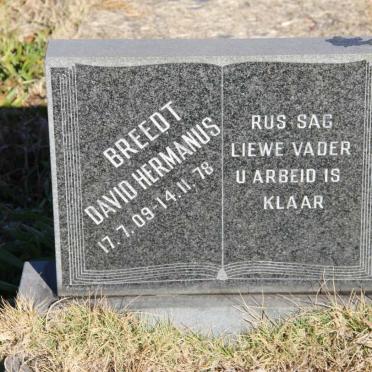 BREEDT
DAVID HERMANUS
17.7.09-14.11.78
RUS SAG
LIEWE VADER
U ARBEID IS
KLAAR